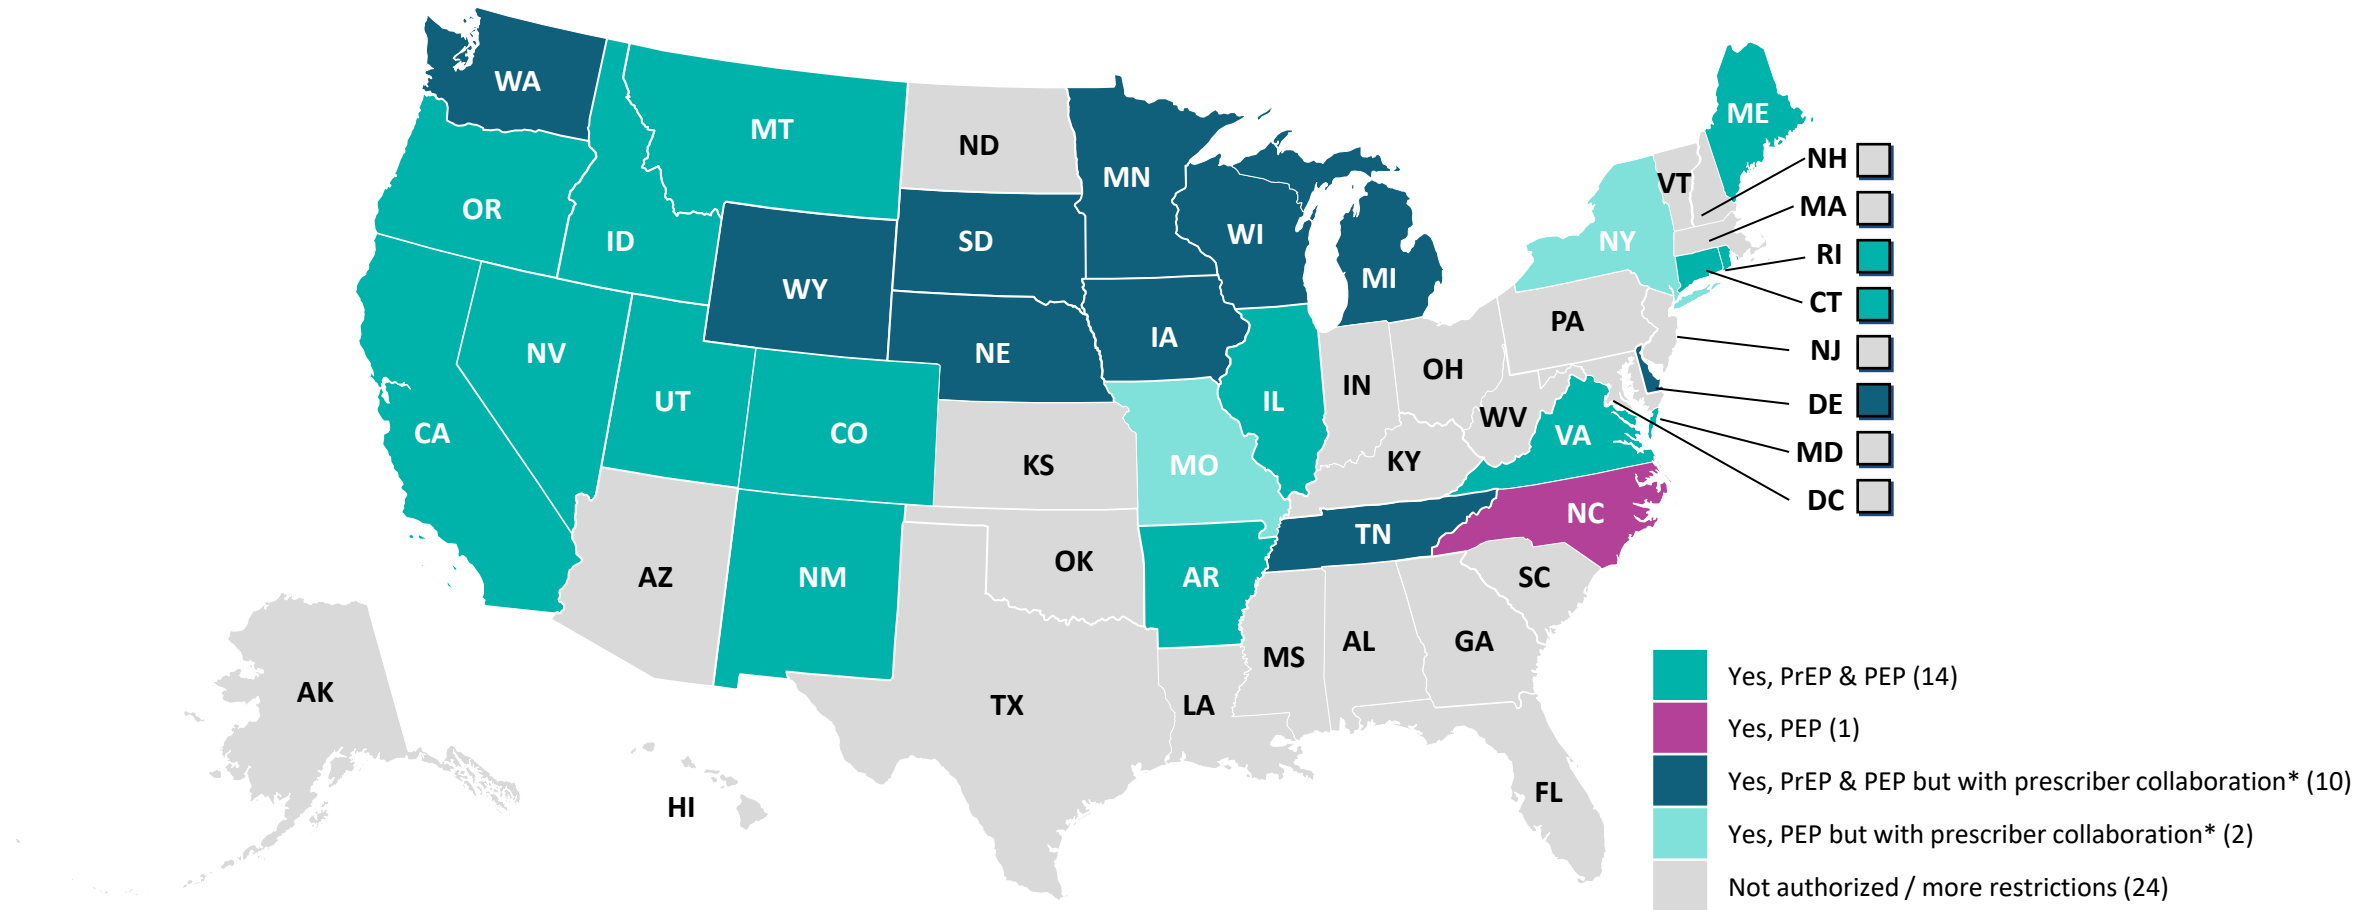 WA
MT
ME
ND
NH
MN
VT
MA
OR
ID
SD
WI
NY
RI
MI
WY
CT
PA
NV
NE
IA
NJ
OH
IN
UT
IL
DE
CA
CO
WV
VA
KS
MO
KY
MD
DC
NC
TN
AZ
NM
OK
AR
SC
MS
AL
GA
AK
TX
LA
HI
FL
Yes, PrEP & PEP (14)
Yes, PEP (1)
Yes, PrEP & PEP but with prescriber collaboration* (10)
Yes, PEP but with prescriber collaboration* (2)
Not authorized / more restrictions (24)